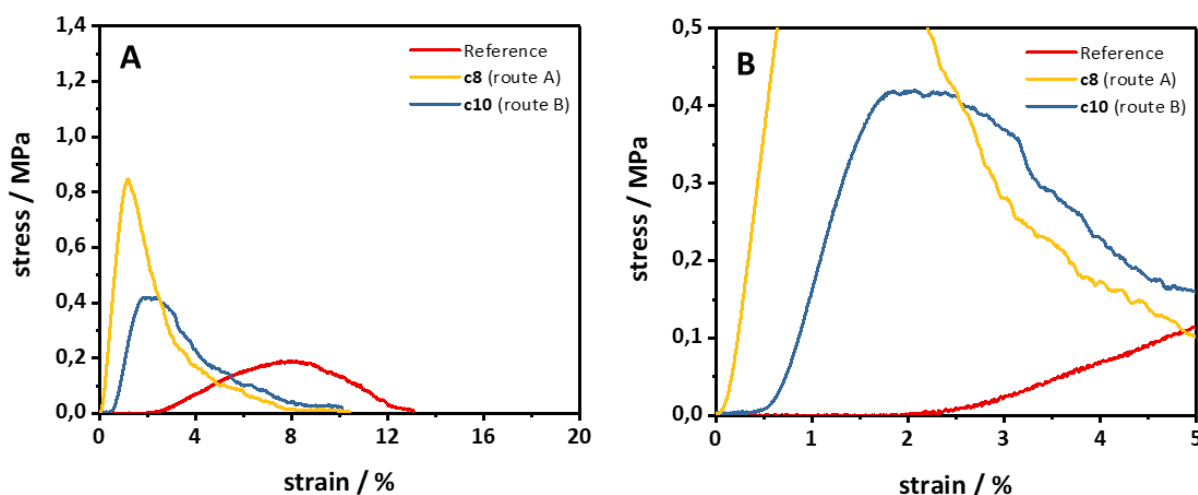 A
Reference
c8 (route A)
c10 (route B)
1,4
1,2
1,0
0,8
0,6
0,4
0,2
0,0
0
4
8
12
16
20
stress / MPa
strain / %
B
Reference
c8 (route A)
c10 (route B)
0,5
0,4
0,3
0,2
0,1
0,0
0
1
2
3
4
5
stress / MPa
strain / %